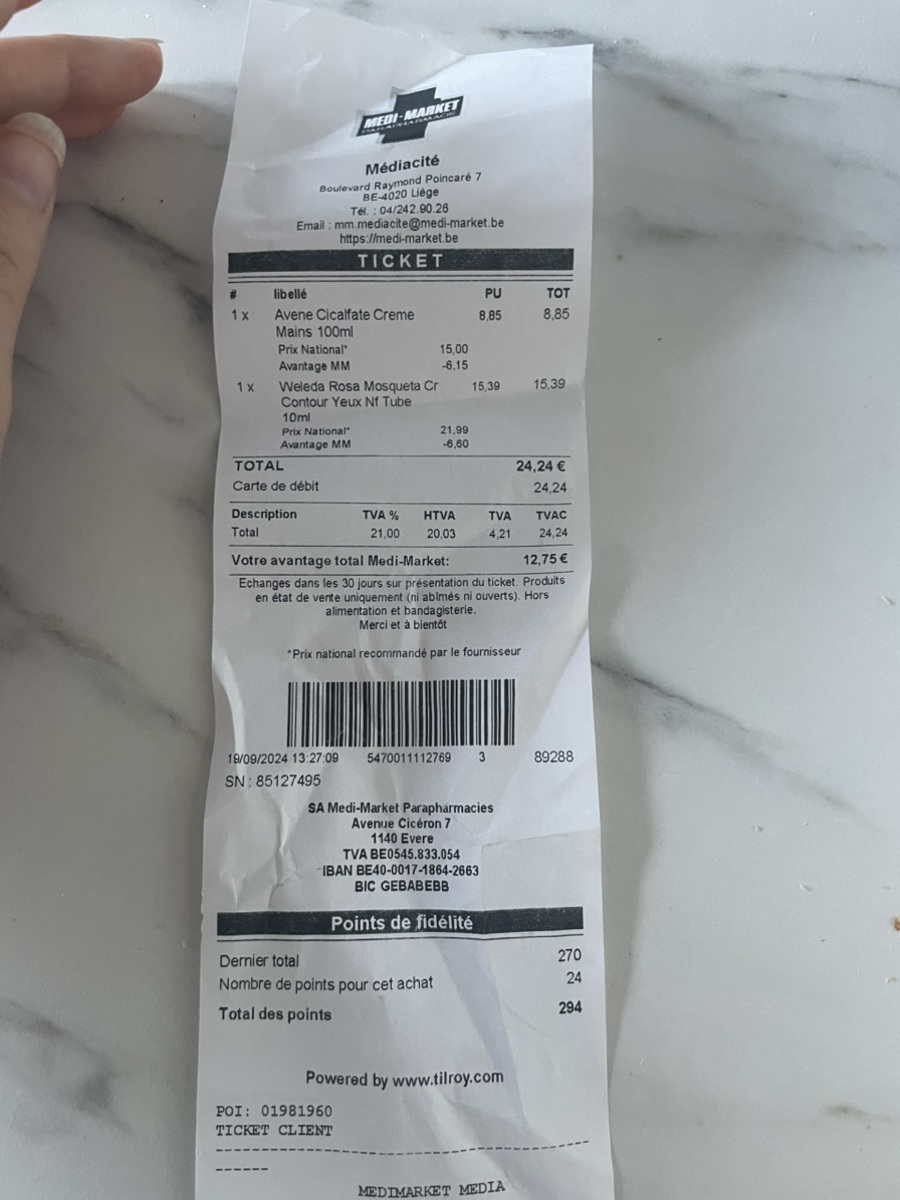 MEDI-MARKET
PARAPHARMACIE
Médiacité
Boulevard Raymond Poincaré 7
BE-4020 Liège
Tél. : 04/242.90.26
Email : mm.mediacite@medi-market.be
https://medi-market.be
TICKET
# libellé PU TOT
1 x Avene Cicalfate Creme 8,85 8,85
Mains 100ml
Prix National* 15,00
Avantage MM -6,15
1 x Weleda Rosa Mosqueta Cr 15,39 15,39
Contour Yeux Nf Tube
10ml
Prix National* 21,99
Avantage MM -6,60
TOTAL 24,24 €
Carte de débit 24,24
Description TVA % HTVA TVA TVAC
Total 21,00 20,03 4,21 24,24
Votre avantage total Medi-Market: 12,75 €
Echanges dans les 30 jours sur présentation du ticket. Produits
en état de vente uniquement (ni abîmés ni ouverts). Hors
alimentation et bandagisterie.
Merci et à bientôt
*Prix national recommandé par le fournisseur
19/09/2024 13:27:09 5470011112769 3 89288
SN : 85127495
SA Medi-Market Parapharmacies
Avenue Cicéron 7
1140 Evere
TVA BE0545.833.054
IBAN BE40-0017-1864-2663
BIC GEBABEBB
Points de fidélité
Dernier total 270
Nombre de points pour cet achat 24
Total des points 294
Powered by www.tilroy.com
POI: 01981960
TICKET CLIENT
------------------------------------------
------
MEDIMARKET MEDIA